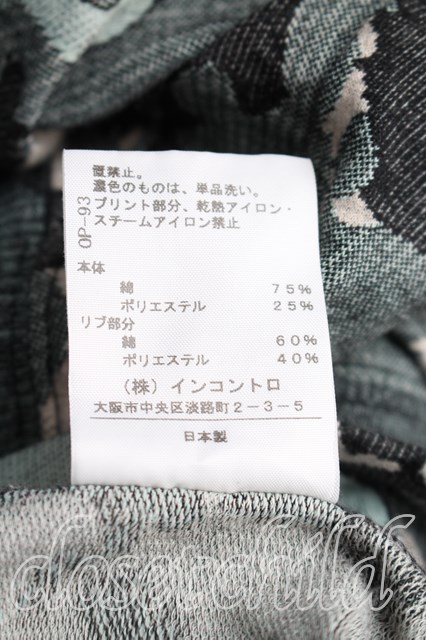 置禁止。
濃色のものは、単品洗い。
プリント部分、乾熱アイロン・
スチームアイロン禁止
OP-93
本体
綿 75%
ポリエステル 25%
リブ部分
綿 60%
ポリエステル 40%
(株)インコントロ
大阪市中央区淡路町2-3-5
日本製
closetchild